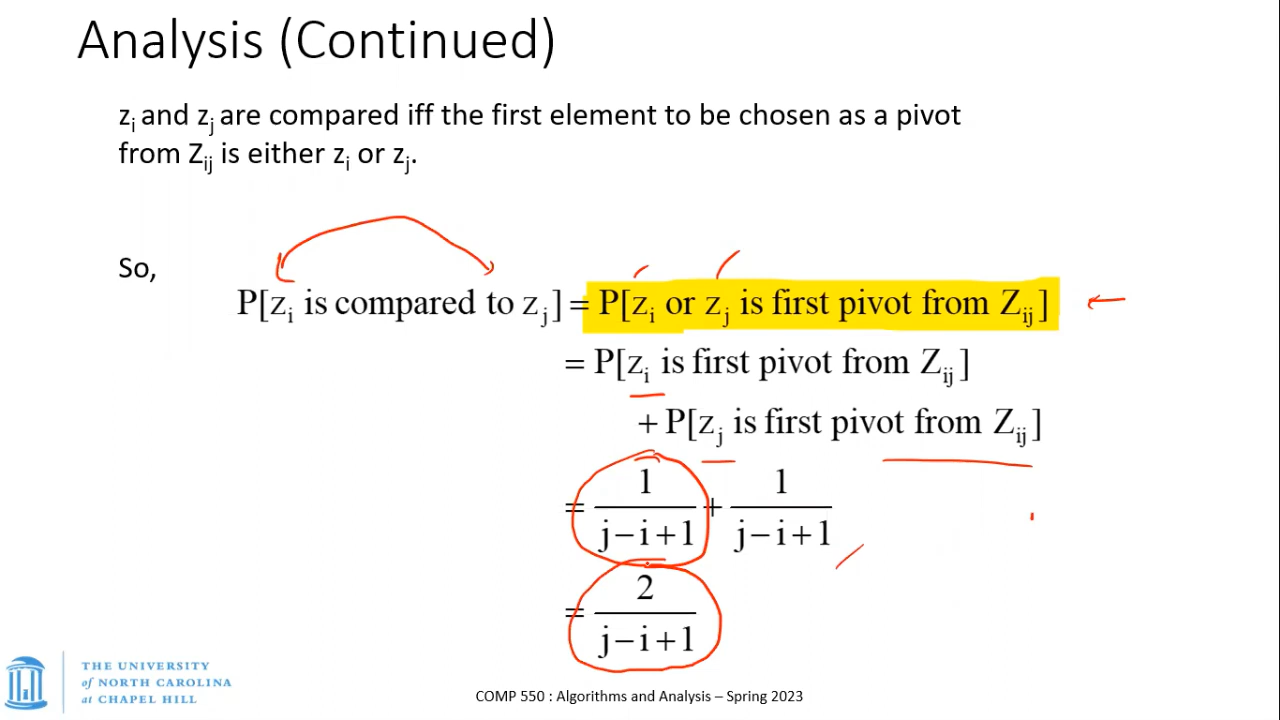 Analysis (Continued)
zᵢ and zⱼ are compared iff the first element to be chosen as a pivot
from Zᵢⱼ is either zᵢ or zⱼ.
So,
P[zᵢ is compared to zⱼ] = P[zᵢ or zⱼ is first pivot from Zᵢⱼ]
= P[zᵢ is first pivot from Zᵢⱼ]
+ P[zⱼ is first pivot from Zᵢⱼ]
= 1/(j−i+1) + 1/(j−i+1)
= 2/(j−i+1)
THE UNIVERSITY
of NORTH CAROLINA
at CHAPEL HILL
COMP 550 : Algorithms and Analysis – Spring 2023